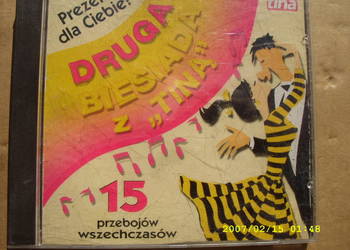 Prezent
dla Ciebie!
tina
DRUGA
BIESIADA
Z „TINĄ”
15
przebojów
wszechczasów
2007/02/15 01:48